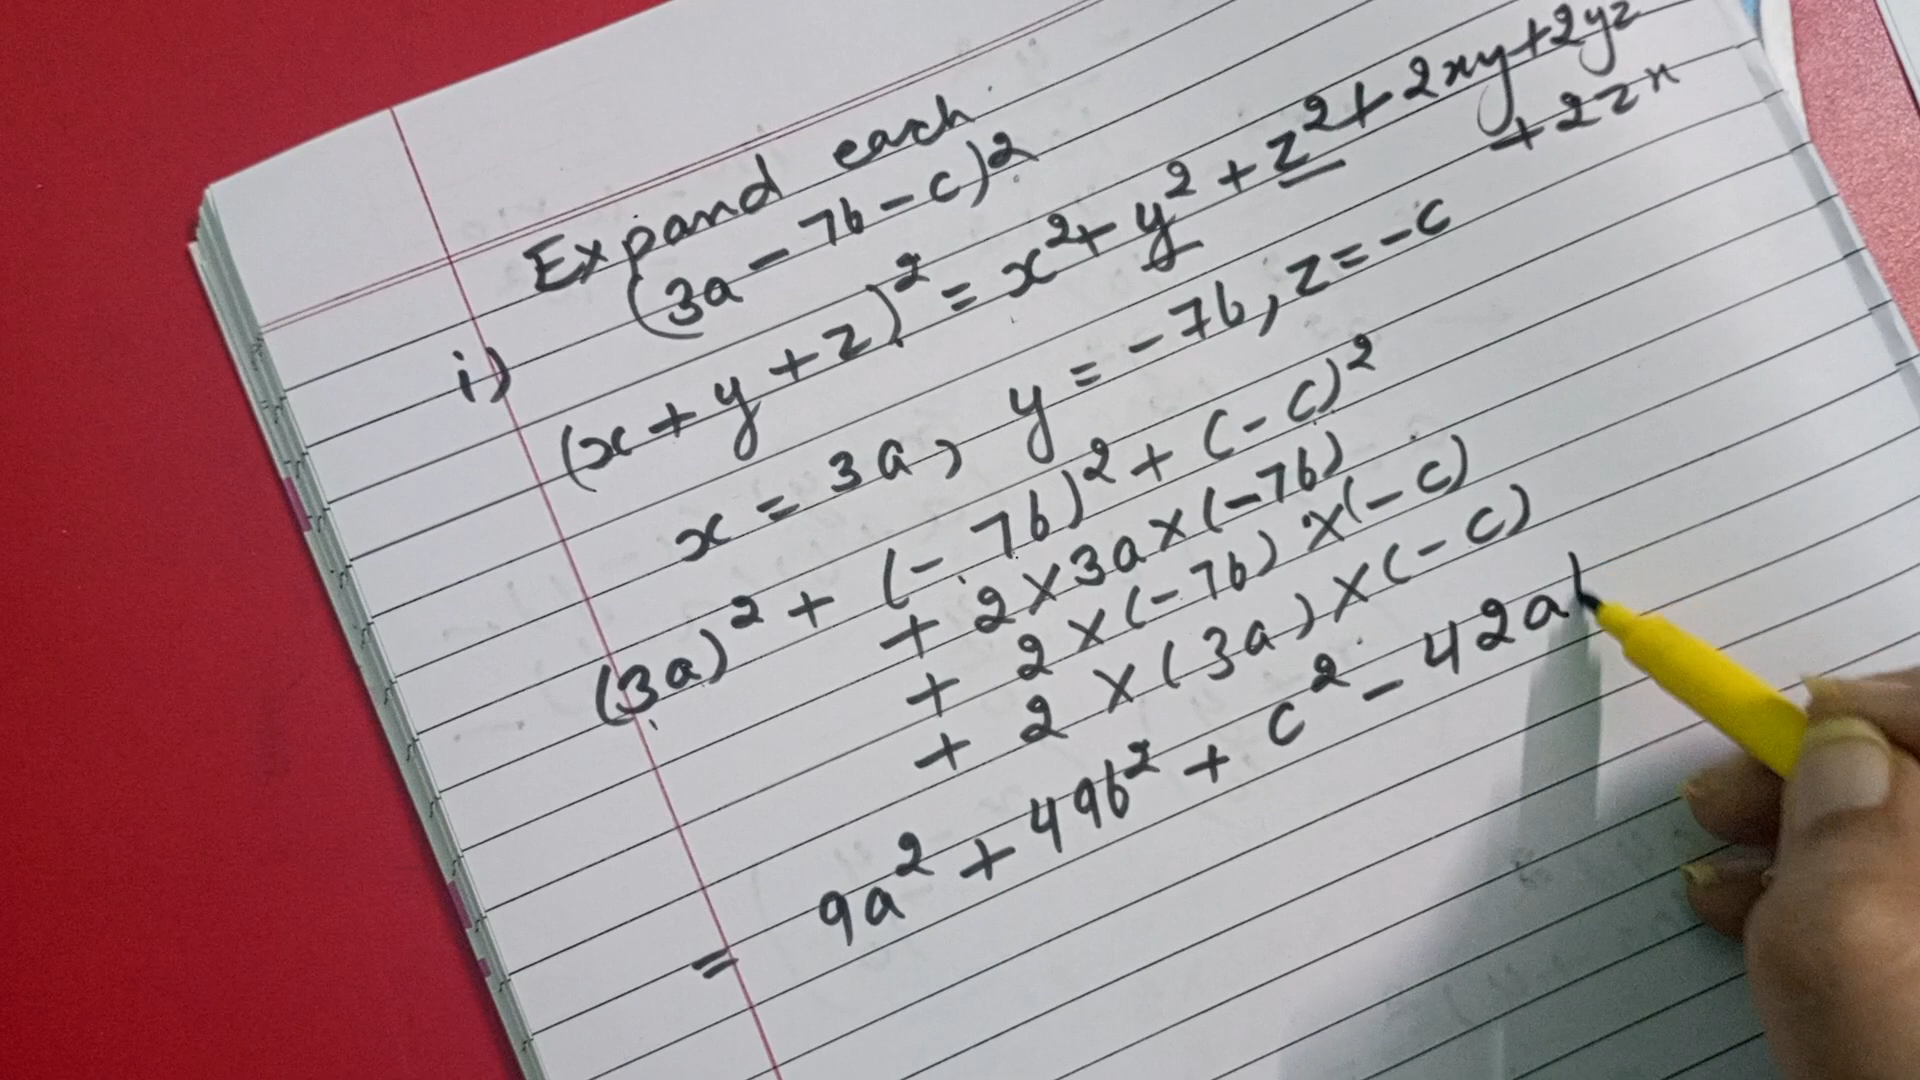 Expand each
i) (3a - 7b - c)²
(x + y + z)² = x² + y² + z² + 2xy + 2yz
+ 2zx
x = 3a, y = -7b, z = -c
(3a)² + (-7b)² + (-c)²
+ 2 × 3a × (-7b)
+ 2 × (-7b) × (-c)
+ 2 × (3a) × (-c)
= 9a² + 49b² + c² - 42a